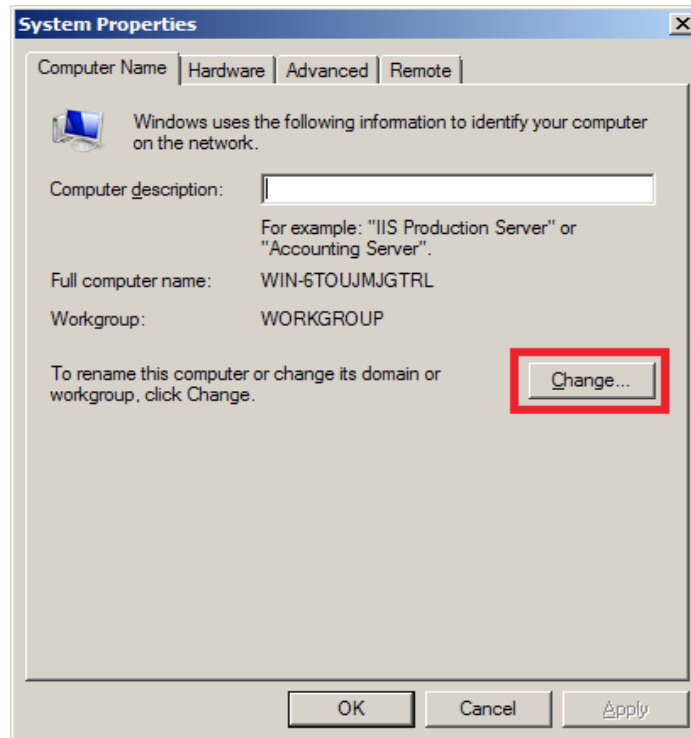 System Properties
Computer Name Hardware Advanced Remote
Windows uses the following information to identify your computer
on the network.
Computer description:
For example: "IIS Production Server" or
"Accounting Server".
Full computer name: WIN-6TOUJMJGTRL
Workgroup: WORKGROUP
To rename this computer or change its domain or
workgroup, click Change.
Change...
OK Cancel Apply